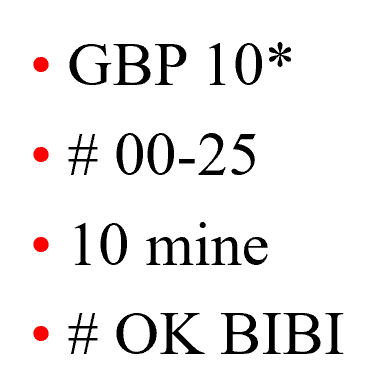 • GBP 10*
• # 00-25
• 10 mine
• # OK BIBI